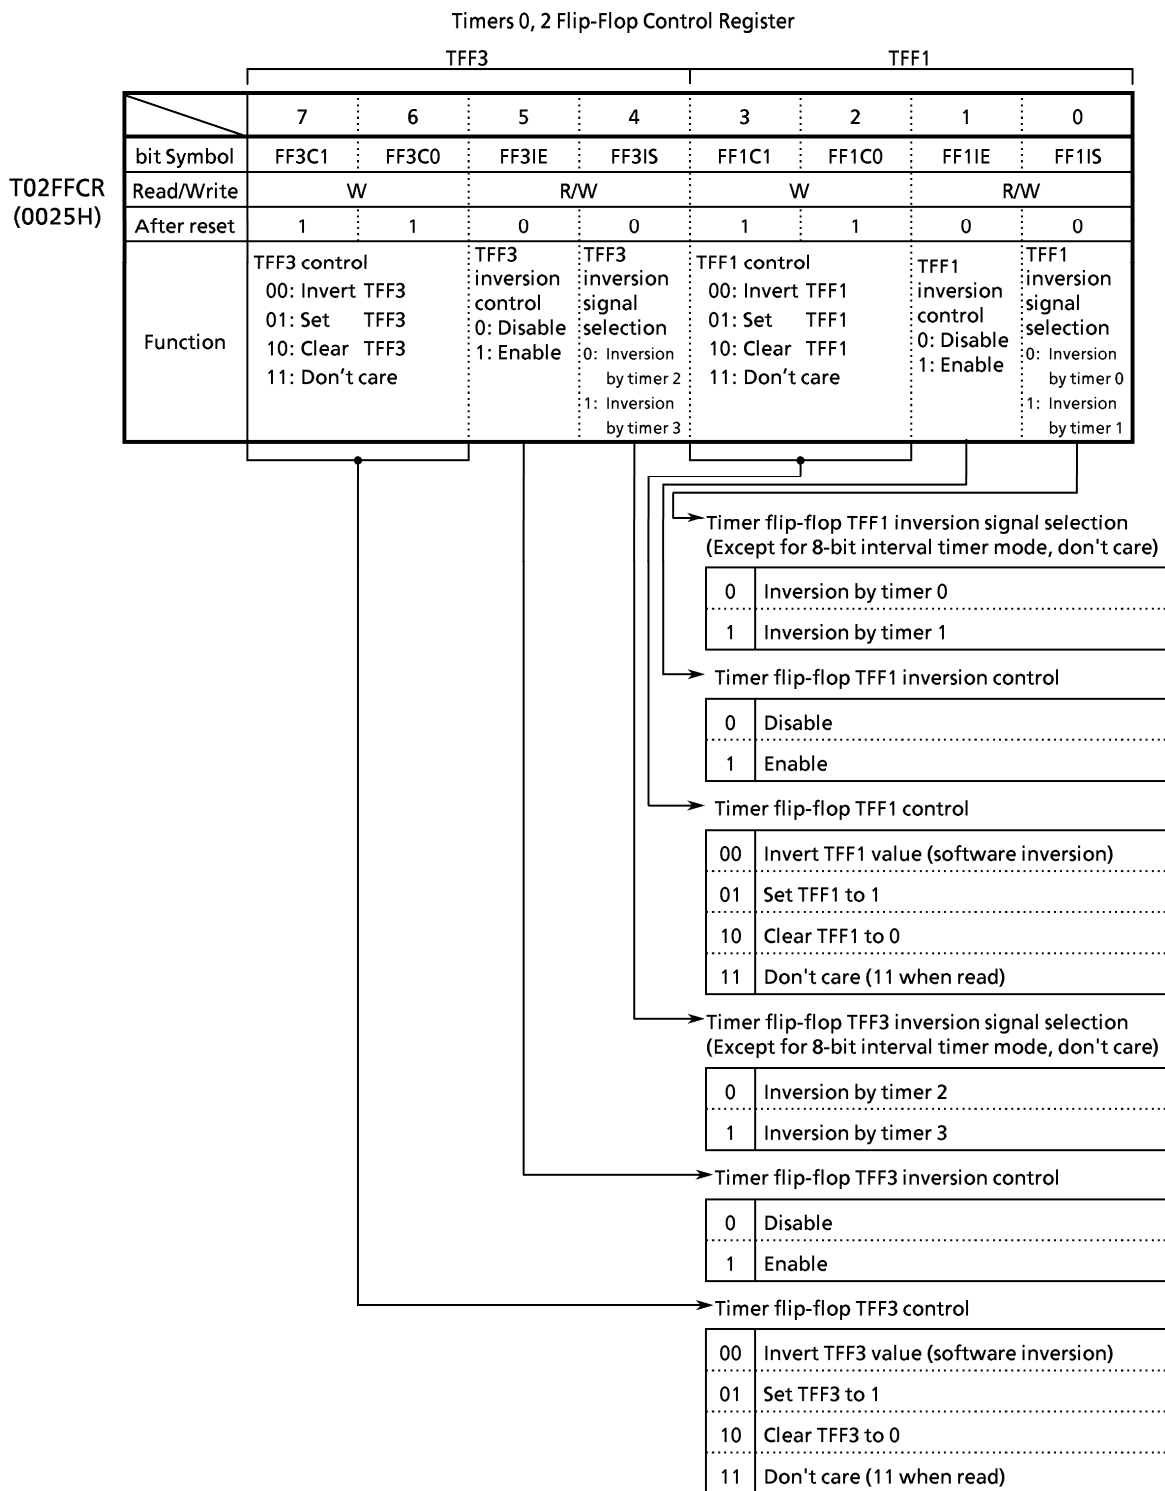 Timers 0, 2 Flip-Flop Control Register
TFF3 TFF1
7 6 5 4 3 2 1 0
bit Symbol FF3C1 FF3C0 FF3IE FF3IS FF1C1 FF1C0 FF1IE FF1IS
T02FFCR
(0025H)
Read/Write W R/W W R/W
After reset 1 1 0 0 1 1 0 0
Function
TFF3 control
00: Invert TFF3
01: Set TFF3
10: Clear TFF3
11: Don't care
TFF3
inversion
control
0: Disable
1: Enable
TFF3
inversion
signal
selection
0: Inversion
by timer 2
1: Inversion
by timer 3
TFF1 control
00: Invert TFF1
01: Set TFF1
10: Clear TFF1
11: Don't care
TFF1
inversion
control
0: Disable
1: Enable
TFF1
inversion
signal
selection
0: Inversion
by timer 0
1: Inversion
by timer 1
Timer flip-flop TFF1 inversion signal selection
(Except for 8-bit interval timer mode, don't care)
0 Inversion by timer 0
1 Inversion by timer 1
Timer flip-flop TFF1 inversion control
0 Disable
1 Enable
Timer flip-flop TFF1 control
00 Invert TFF1 value (software inversion)
01 Set TFF1 to 1
10 Clear TFF1 to 0
11 Don't care (11 when read)
Timer flip-flop TFF3 inversion signal selection
(Except for 8-bit interval timer mode, don't care)
0 Inversion by timer 2
1 Inversion by timer 3
Timer flip-flop TFF3 inversion control
0 Disable
1 Enable
Timer flip-flop TFF3 control
00 Invert TFF3 value (software inversion)
01 Set TFF3 to 1
10 Clear TFF3 to 0
11 Don't care (11 when read)